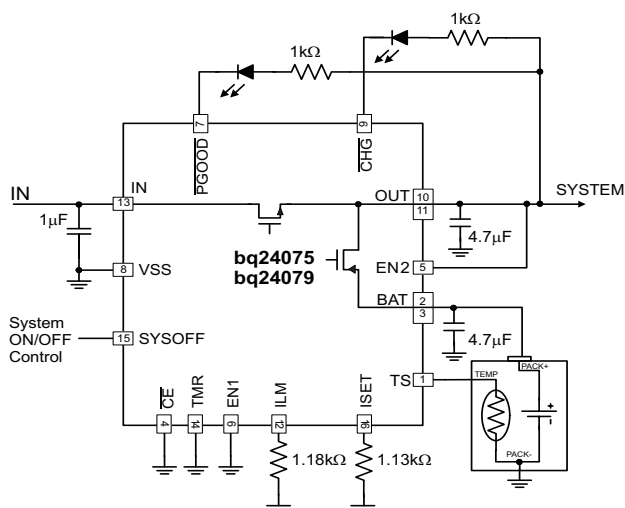 1kΩ
1kΩ
7
9
PGOOD
CHG
IN
IN
13
1μF
OUT
10
11
SYSTEM
4.7μF
bq24075
bq24079
EN2
5
8
VSS
BAT
2
3
4.7μF
System
ON/OFF
Control
15
SYSOFF
TS
1
TEMP
PACK+
PACK-
CE
TMR
EN1
ILM
ISET
4
14
6
12
16
1.18kΩ
1.13kΩ